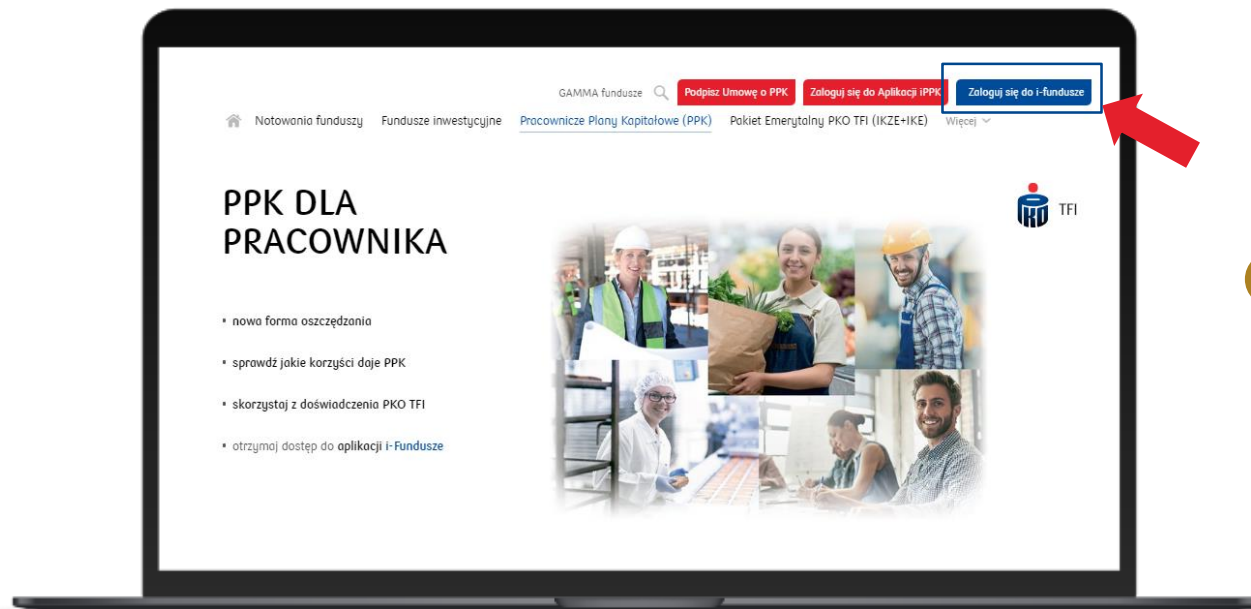 GAMMA fundusze
Podpisz Umowę o PPK
Zaloguj się do Aplikacji iPPK
Zaloguj się do i-fundusze
Notowania funduszy
Fundusze inwestycyjne
Pracownicze Plany Kapitałowe (PPK)
Pakiet Emerytalny PKO TFI (IKZE+IKE)
Więcej
PPK DLA
PRACOWNIKA
PKO TFI
▪ nowa forma oszczędzania
▪ sprawdź jakie korzyści daje PPK
▪ skorzystaj z doświadczenia PKO TFI
▪ otrzymaj dostęp do aplikacji i-Fundusze